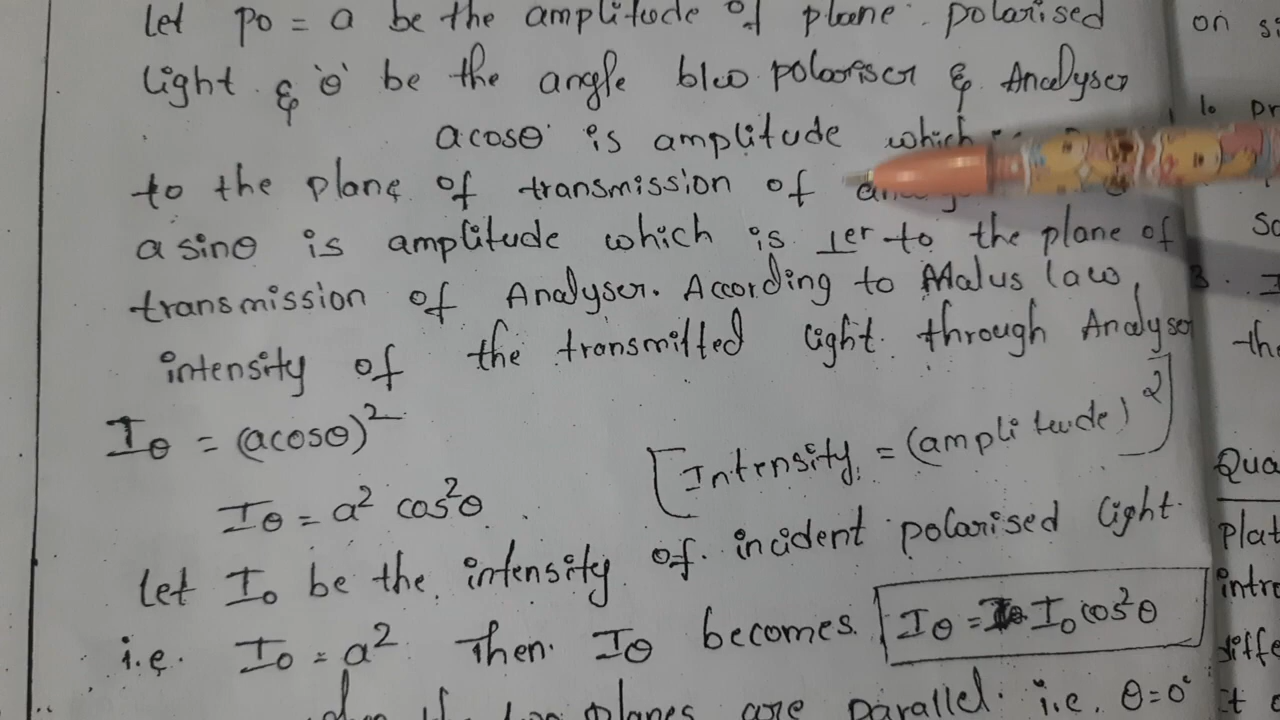 let po = a be the amplitude of plane polarised
light & 'θ' be the angle b/w polariser & Analyser
acosθ is amplitude which
to the plane of transmission of
a sinθ is amplitude which is ⊥er to the plane of
transmission of Analyser. According to Malus law,
intensity of the transmitted light through Analyser
Iθ = (acosθ)²
[Intensity = (amplitude)²]
Iθ = a² cos²θ
let I₀ be the intensity of incident polarised light.
i.e. I₀ = a² Then Iθ becomes Iθ = I₀ cos²θ
planes are parallel. i.e. θ=0°
on
1. pr
3.
the
Qua
plat
intro
diffe
it